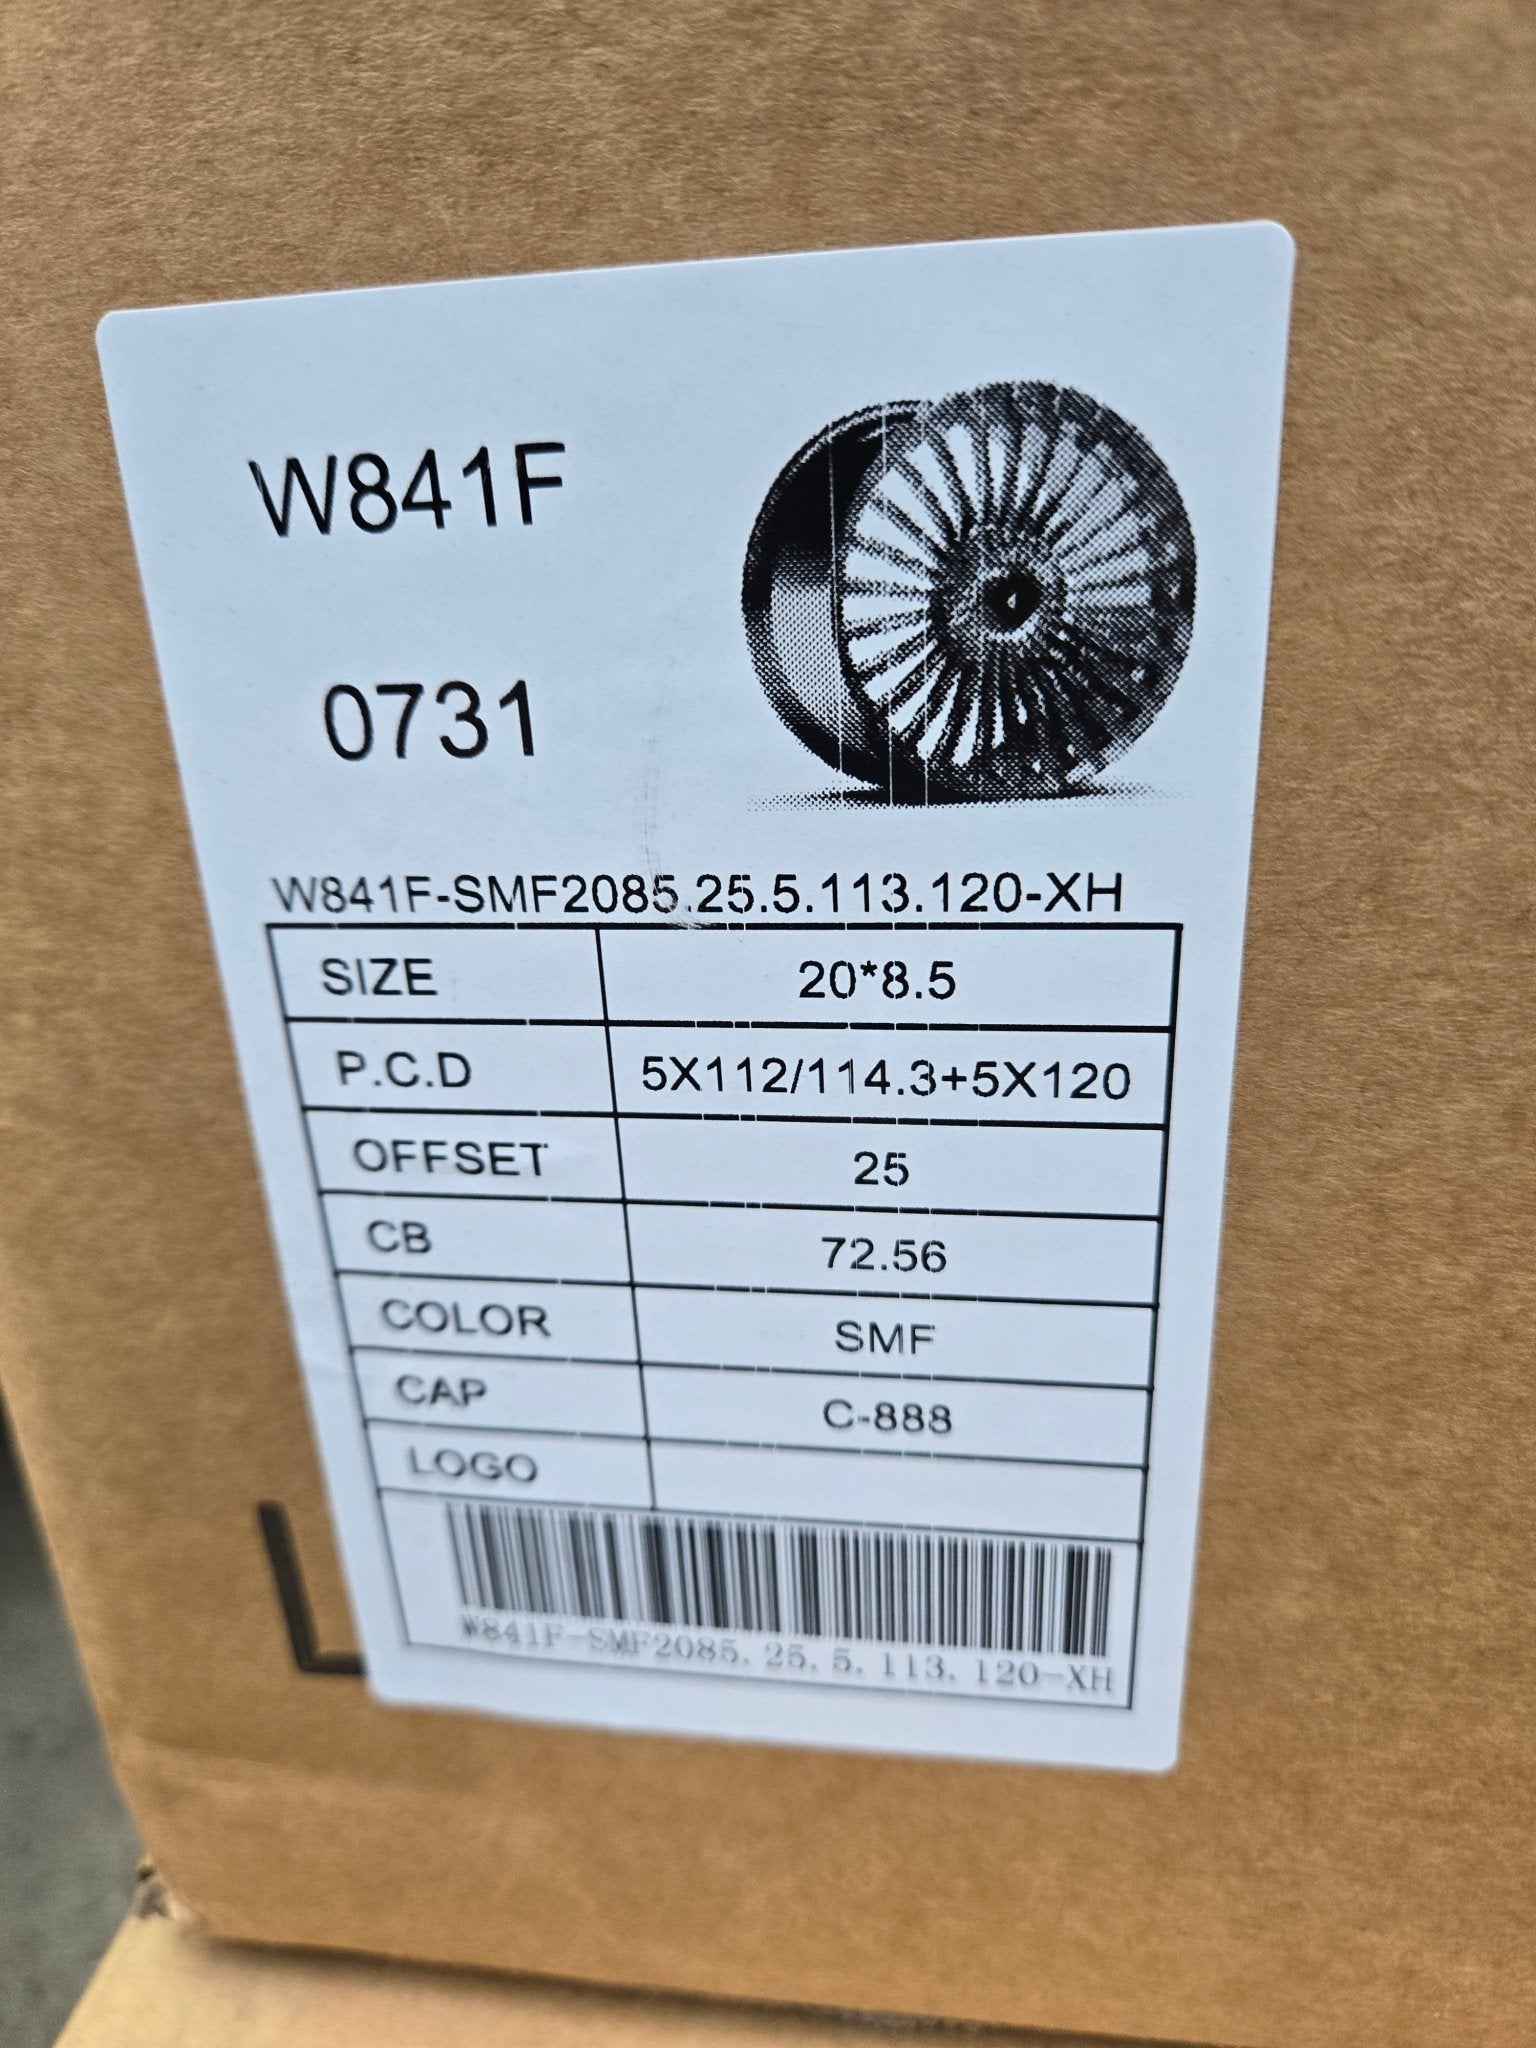 W841F
0731
W841F-SMF2085.25.5.113.120-XH
SIZE 20*8.5
P.C.D 5X112/114.3+5X120
OFFSET 25
CB 72.56
COLOR SMF
CAP C-888
LOGO
W841F-SMF2085.25.5.113.120-XH